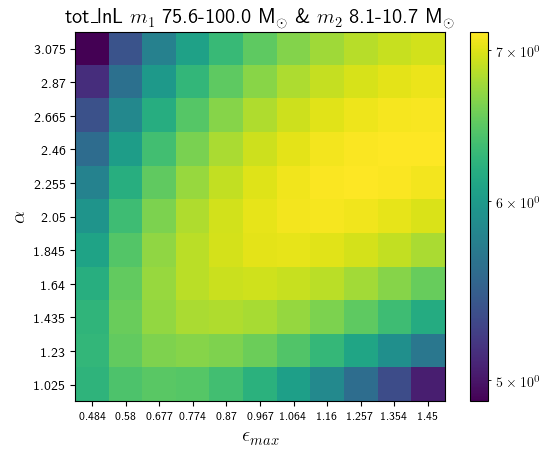 tot_lnL m₁ 75.6-100.0 M⊙ & m₂ 8.1-10.7 M⊙
3.075
2.87
2.665
2.46
2.255
2.05
1.845
1.64
1.435
1.23
1.025
α
0.484 0.58 0.677 0.774 0.87 0.967 1.064 1.16 1.257 1.354 1.45
ϵmax
7 × 10⁰
6 × 10⁰
5 × 10⁰